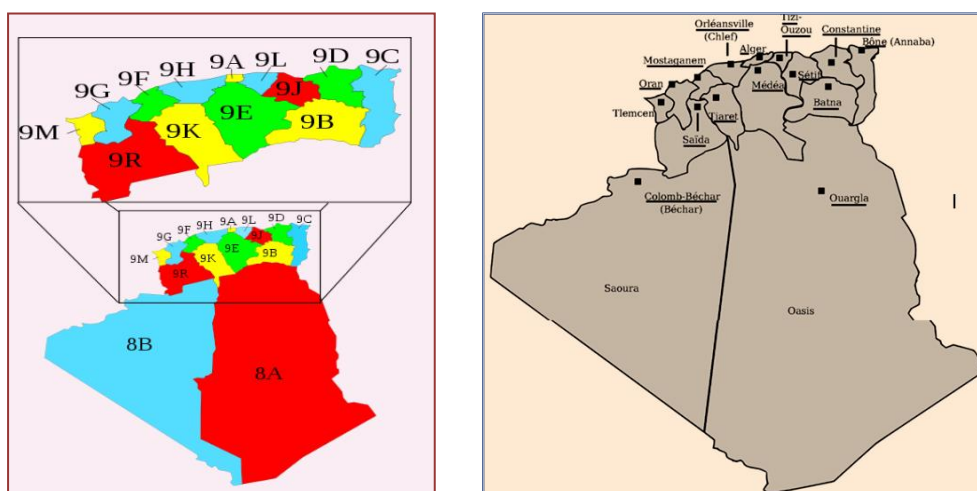 9A
9L
9D
9C
9H
9F
9J
9G
9E
9B
9M
9K
9R
9A
9L
9D
9C
9H
9F
9J
9G
9E
9B
9M
9K
9R
8B
8A
Tizi-
Ouzou
Orléansville
(Chlef)
Constantine
Bône (Annaba)
Alger
Mostaganem
Sétif
Médéa
Oran
Batna
Tlemcen
Tiaret
Saïda
Colomb-Béchar
(Béchar)
Ouargla
Saoura
Oasis